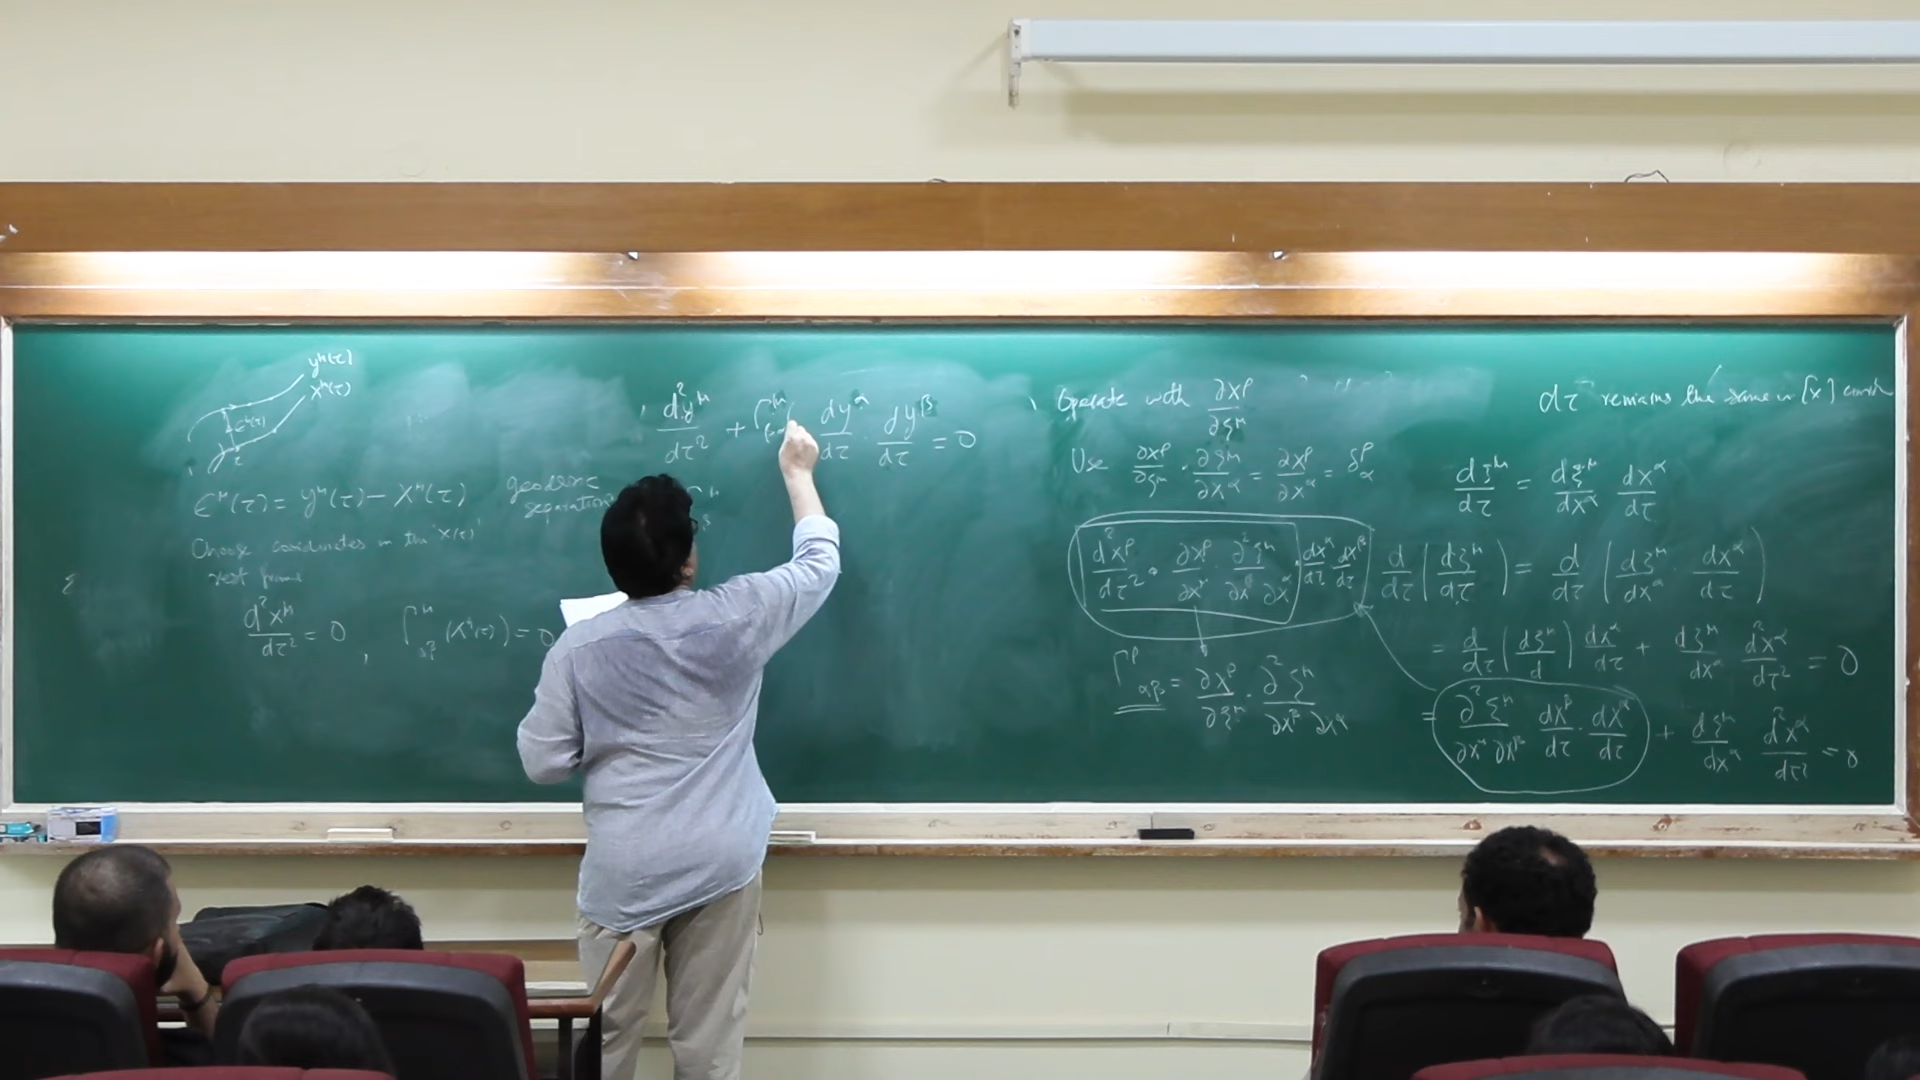 y^μ(τ)
x^μ(τ)
ε^μ(τ)
ε^μ(τ) = y^μ(τ) − x^μ(τ) geodesic separation
Choose coordinates in the 'x(τ)'
rest frame
d²x^μ/dτ² = 0 , Γ^μ_αβ (x^μ(τ)) = 0
d²y^μ/dτ² + Γ^μ dy^α/dτ · dy^β/dτ = 0
Operate with ∂x^ρ/∂ξ^μ
Use ∂x^ρ/∂ξ^μ · ∂ξ^μ/∂x^α = ∂x^ρ/∂x^α = δ^ρ_α
d²x^ρ/dτ² + ∂x^ρ/∂x^μ · ∂²ξ^μ/∂x^β ∂x^α · dx^α/dτ dx^β/dτ
Γ^ρ_αβ = ∂x^ρ/∂ξ^μ · ∂²ξ^μ/∂x^β ∂x^α
dτ remains the same in [x]
dξ^μ/dτ = dξ^μ/dx^α dx^α/dτ
d/dτ (dξ^μ/dτ) = d/dτ (dξ^μ/dx^α · dx^α/dτ)
= d/dτ (dξ^μ/d) dx^α/dτ + dξ^μ/dx^α d²x^α/dτ² = 0
= ∂²ξ^μ/∂x^α ∂x^β dx^β/dτ · dx^α/dτ + dξ^μ/dx^α d²x^α/dτ² = 0